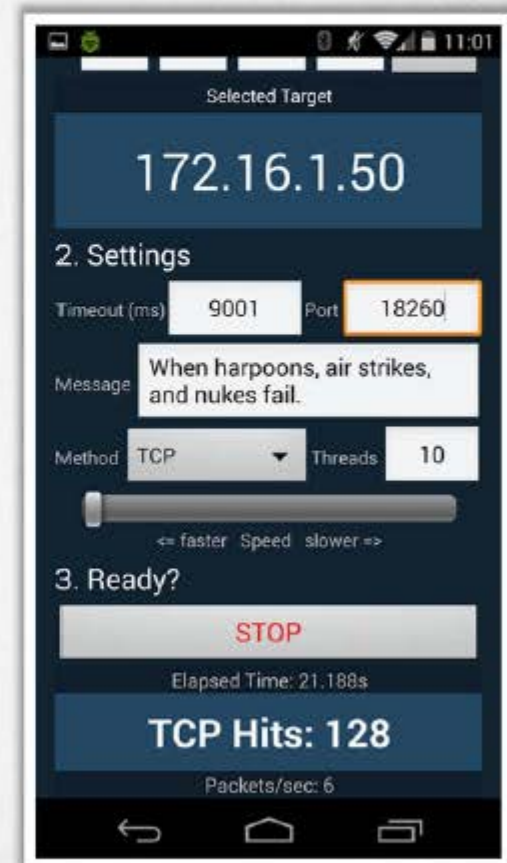 11:01
Selected Target
172.16.1.50
2. Settings
Timeout (ms) 9001 Port 18260
Message When harpoons, air strikes,
and nukes fail.
Method TCP Threads 10
<= faster Speed slower =>
3. Ready?
STOP
Elapsed Time: 21.188s
TCP Hits: 128
Packets/sec: 6